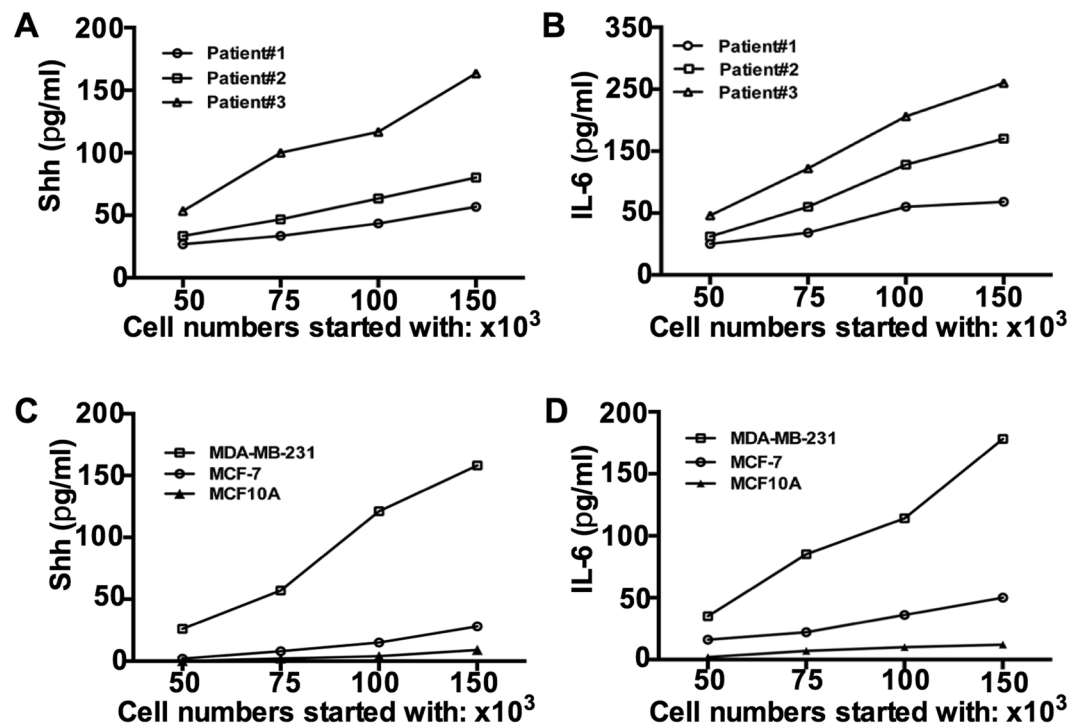 A
Shh (pg/ml)
200
150
100
50
0
Patient#1
Patient#2
Patient#3
50 75 100 150
Cell numbers started with: x10³
B
IL-6 (pg/ml)
350
250
150
50
0
Patient#1
Patient#2
Patient#3
50 75 100 150
Cell numbers started with: x10³
C
Shh (pg/ml)
200
150
100
50
0
MDA-MB-231
MCF-7
MCF10A
50 75 100 150
Cell numbers started with: x10³
D
IL-6 (pg/ml)
200
150
100
50
0
MDA-MB-231
MCF-7
MCF10A
50 75 100 150
Cell numbers started with: x10³